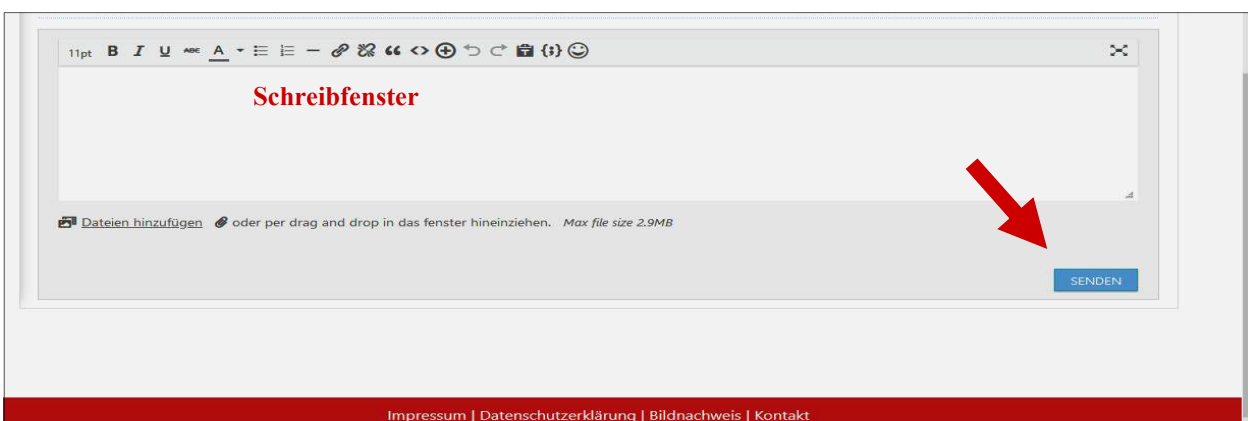 11pt B I U ABC A “ <> {;}
Schreibfenster
Dateien hinzufügen oder per drag and drop in das fenster hineinziehen. Max file size 2.9MB
SENDEN
Impressum | Datenschutzerklärung | Bildnachweis | Kontakt